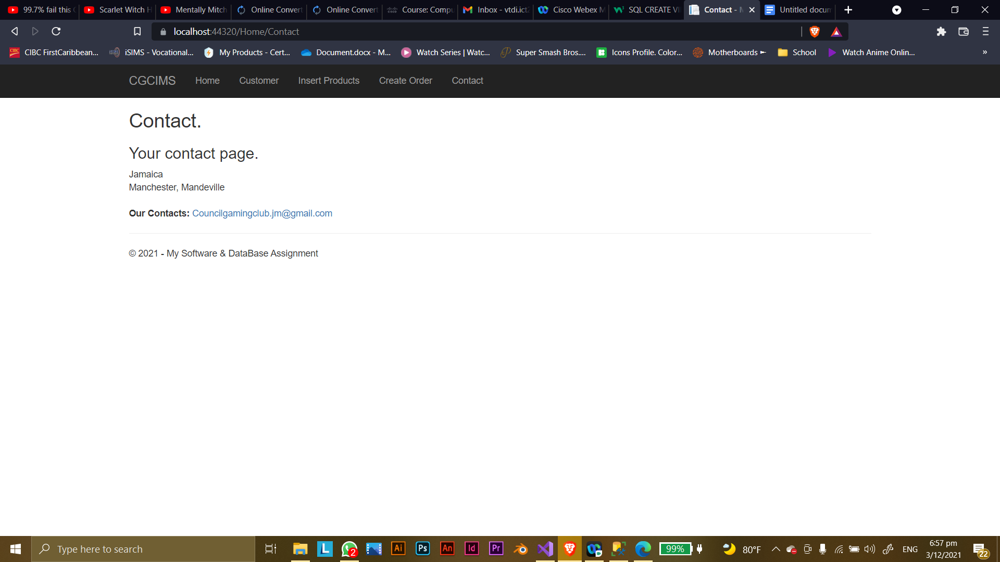 99.7% fail this
Scarlet Witch H
Mentally Mitch
Online Convert
Online Convert
Course: Compu
Inbox - vtdi.ict2
Cisco Webex M
SQL CREATE VI
Contact - M
Untitled docum
localhost:44320/Home/Contact
CIBC FirstCaribbean...
iSIMS - Vocational...
My Products - Cert...
Document.docx - M...
Watch Series | Watc...
Super Smash Bros....
Icons Profile. Color...
Motherboards
School
Watch Anime Onlin...
»
CGCIMS
Home
Customer
Insert Products
Create Order
Contact
Contact.
Your contact page.
Jamaica
Manchester, Mandeville
Our Contacts: Councilgamingclub.jm@gmail.com
© 2021 - My Software & DataBase Assignment
Type here to search
L
2
Ai
Ps
An
Id
Pr
99%
80°F
ENG
6:57 pm
3/12/2021
22